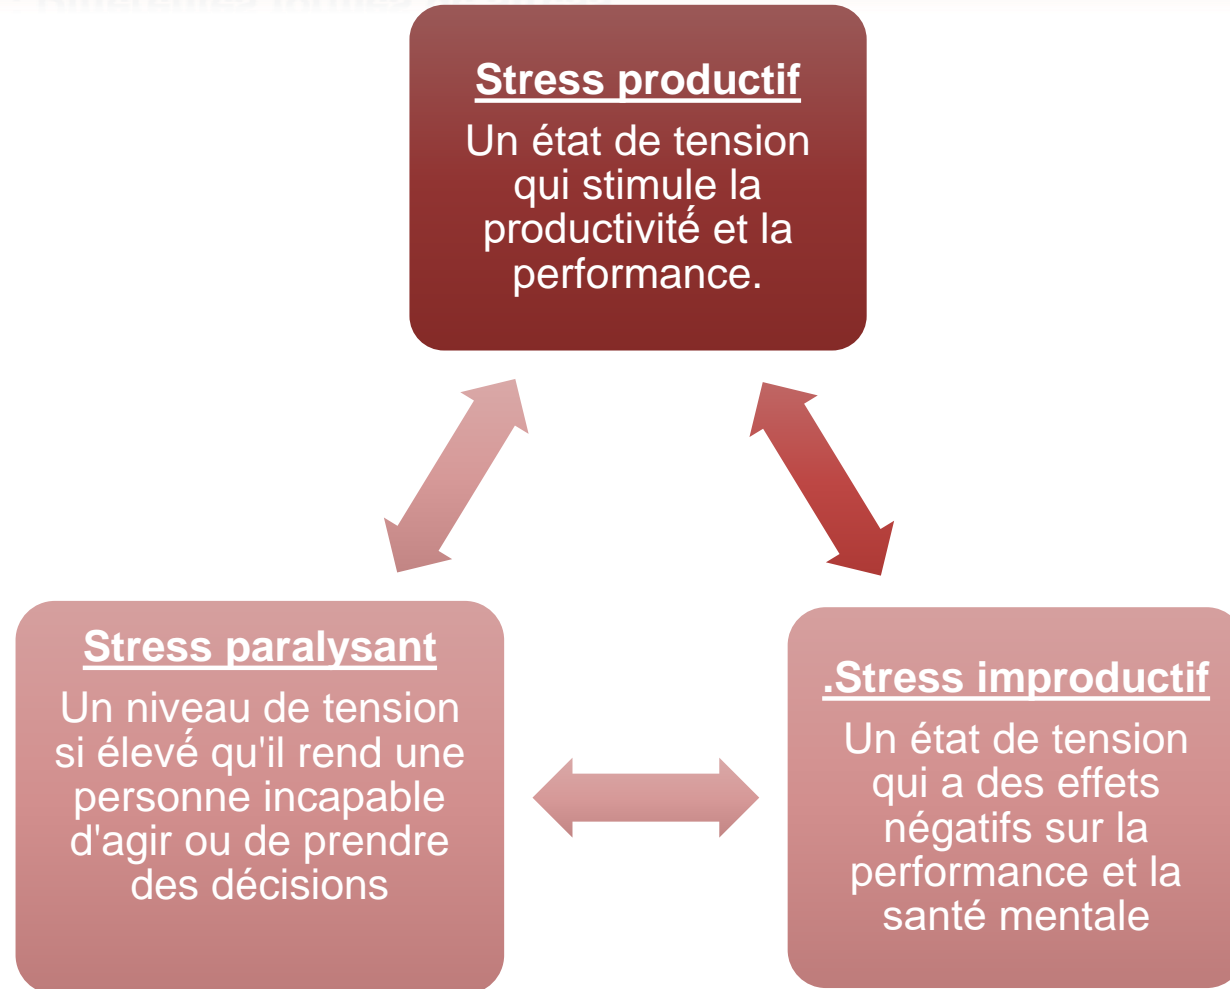 Stress productif
Un état de tension
qui stimule la
productivité et la
performance.
Stress paralysant
Un niveau de tension
si élevé qu'il rend une
personne incapable
d'agir ou de prendre
des décisions
.Stress improductif
Un état de tension
qui a des effets
négatifs sur la
performance et la
santé mentale